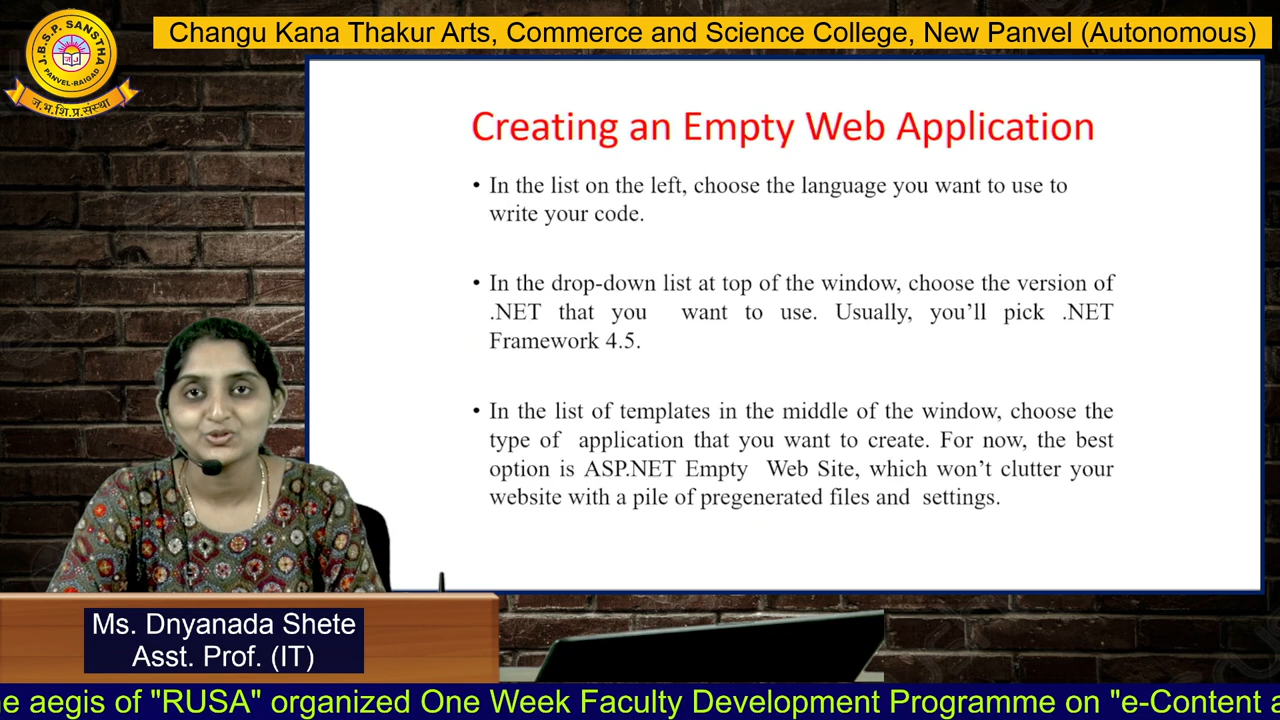 J.B.S.P. SANSTHA
PANVEL-RAIGAD
ज.भ.शि.प्र.संस्था
Changu Kana Thakur Arts, Commerce and Science College, New Panvel (Autonomous)
Creating an Empty Web Application
• In the list on the left, choose the language you want to use to
write your code.
• In the drop-down list at top of the window, choose the version of
.NET that you want to use. Usually, you’ll pick .NET
Framework 4.5.
• In the list of templates in the middle of the window, choose the
type of application that you want to create. For now, the best
option is ASP.NET Empty Web Site, which won’t clutter your
website with a pile of pregenerated files and settings.
Ms. Dnyanada Shete
Asst. Prof. (IT)
e aegis of "RUSA" organized One Week Faculty Development Programme on "e-Content a